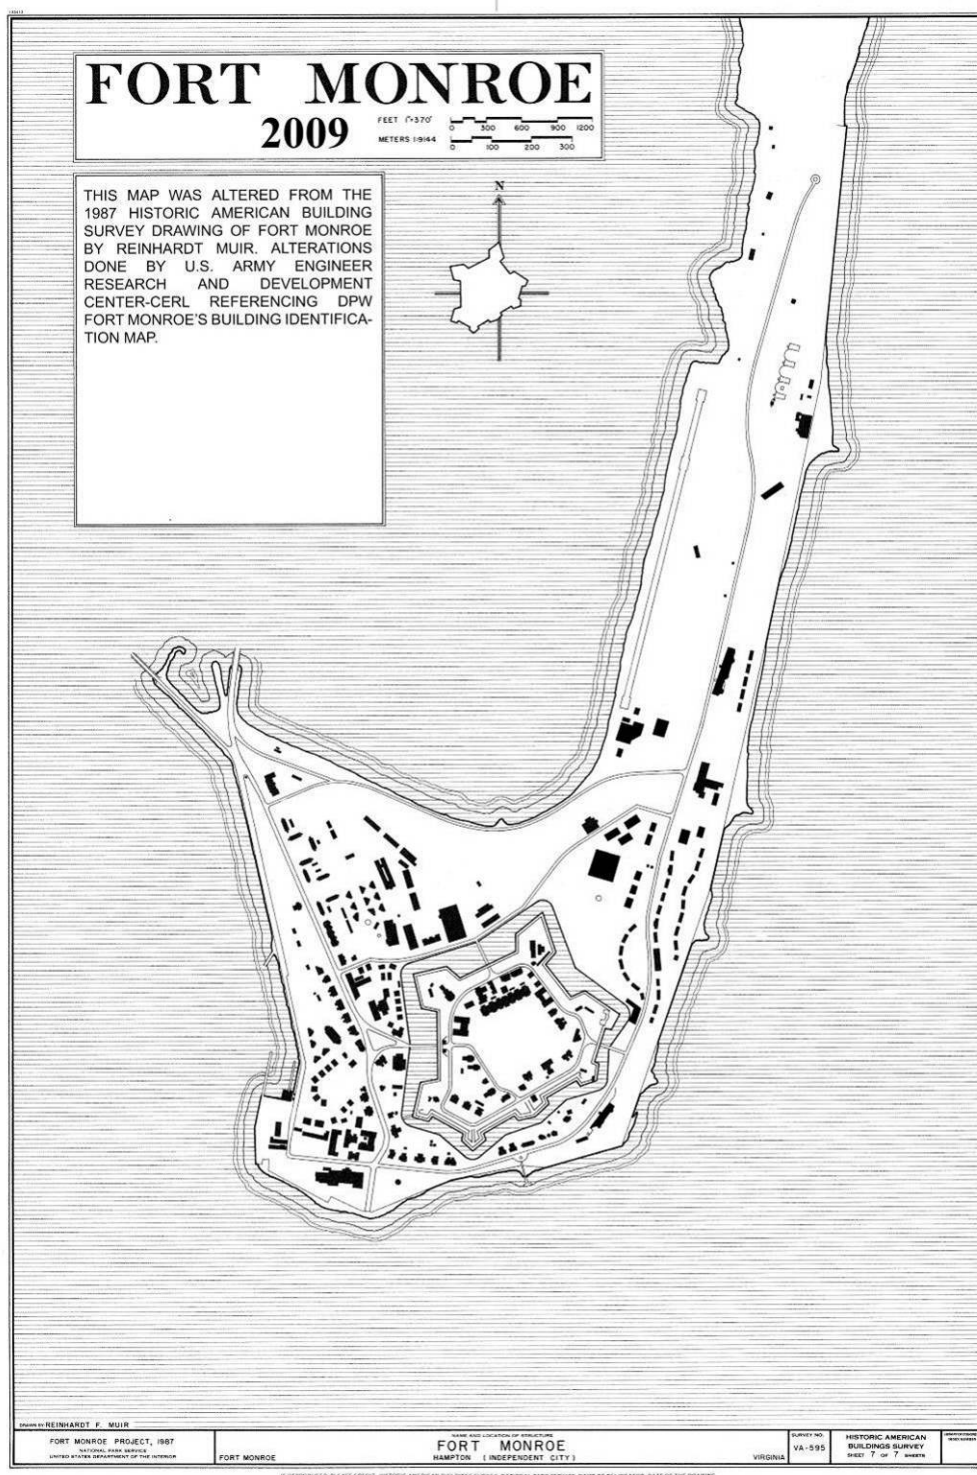 FORT MONROE
2009
FEET 1"=370'
0 300 600 900 1200
METERS 1:9144
0 100 200 300
THIS MAP WAS ALTERED FROM THE
1987 HISTORIC AMERICAN BUILDING
SURVEY DRAWING OF FORT MONROE
BY REINHARDT MUIR. ALTERATIONS
DONE BY U.S. ARMY ENGINEER
RESEARCH AND DEVELOPMENT
CENTER-CERL REFERENCING DPW
FORT MONROE'S BUILDING IDENTIFICA-
TION MAP.
N
DRAWN BY REINHARDT F. MUIR
FORT MONROE PROJECT, 1987
NATIONAL PARK SERVICE
UNITED STATES DEPARTMENT OF THE INTERIOR
FORT MONROE
NAME AND LOCATION OF STRUCTURE
FORT MONROE
HAMPTON (INDEPENDENT CITY)
VIRGINIA
SURVEY NO.
VA-595
HISTORIC AMERICAN
BUILDINGS SURVEY
SHEET 7 OF 7 SHEETS